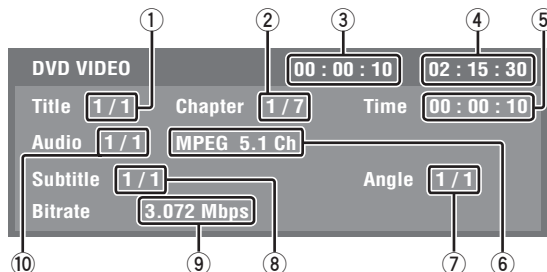 ① ② ③ ④ ⑤
DVD VIDEO 00 : 00 : 10 02 : 15 : 30
Title 1 / 1 Chapter 1 / 7 Time 00 : 00 : 10
Audio 1 / 1 MPEG 5.1 Ch
Subtitle 1 / 1 Angle 1 / 1
Bitrate 3.072 Mbps
⑩ ⑨ ⑧ ⑦ ⑥